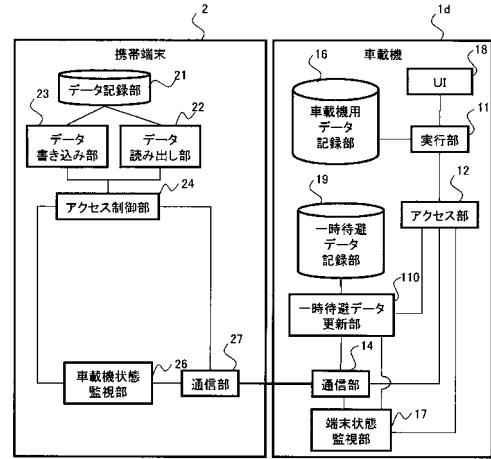 2
1d
携帯端末
車載機
21
データ記録部
23
22
データ
書き込み部
データ
読み出し部
24
アクセス制御部
車載機状態
監視部
26
27
通信部
16
車載機用
データ
記録部
18
UI
11
実行部
12
アクセス部
19
一時待避
データ
記録部
110
一時待避データ
更新部
14
通信部
端末状態
監視部
17